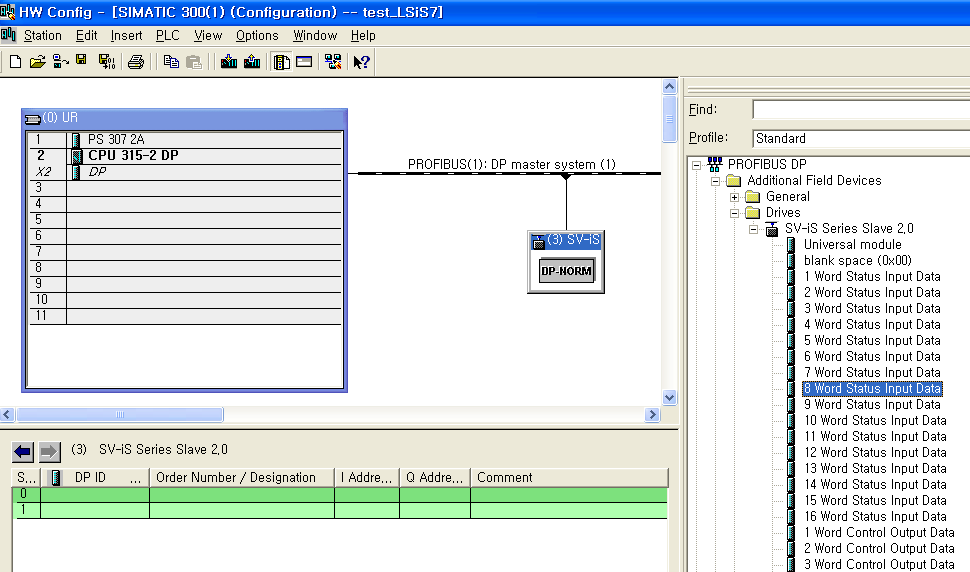 HW Config - [SIMATIC 300(1) (Configuration) -- test_LSiS7]
Station Edit Insert PLC View Options Window Help
(0) UR
1 PS 307 2A
2 CPU 315-2 DP
X2 DP
3
4
5
6
7
8
9
10
11
PROFIBUS(1): DP master system (1)
(3) SV-iS
DP-NORM
Find:
Profile: Standard
PROFIBUS DP
Additional Field Devices
General
Drives
SV-iS Series Slave 2,0
Universal module
blank space (0x00)
1 Word Status Input Data
2 Word Status Input Data
3 Word Status Input Data
4 Word Status Input Data
5 Word Status Input Data
6 Word Status Input Data
7 Word Status Input Data
8 Word Status Input Data
9 Word Status Input Data
10 Word Status Input Data
11 Word Status Input Data
12 Word Status Input Data
13 Word Status Input Data
14 Word Status Input Data
15 Word Status Input Data
16 Word Status Input Data
1 Word Control Output Data
2 Word Control Output Data
3 Word Control Output Data
(3) SV-iS Series Slave 2,0
S... DP ID ... Order Number / Designation I Addre... Q Addre... Comment
0
1